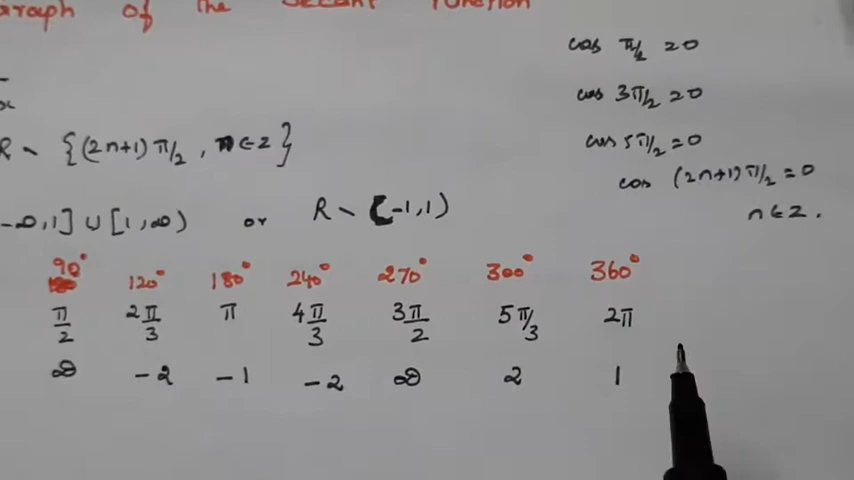 graph of the Secant function
cos π/2 = 0
x
cos 3π/2 = 0
R - {(2n+1) π/2 , n ∈ Z}
cos 5π/2 = 0
cos (2n+1) π/2 = 0
n ∈ Z .
-∞,1] ∪ [1,∞) or R - (-1,1)
90° 120° 180° 240° 270° 300° 360°
π/2 2π/3 π 4π/3 3π/2 5π/3 2π
∞ -2 -1 -2 ∞ 2 1